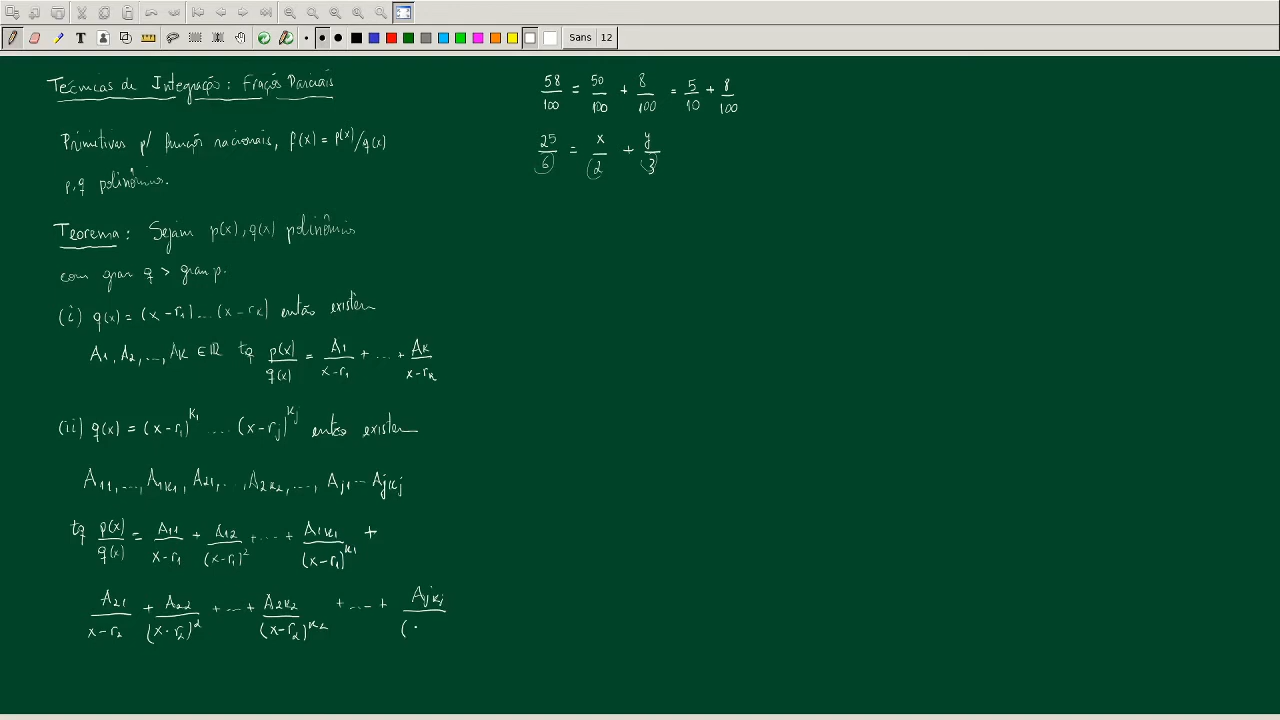 Sans 12
Técnicas de Integração: Frações Parciais
Primitivas p/ funções racionais, f(x) = p(x)/q(x)
p,q polinômios.
Teorema: Sejam p(x), q(x) polinômios
com grau q > grau p.
(i) q(x) = (x-r1)...(x-rk) então existem
A1, A2, ..., Ak ∈ ℝ tq p(x)/q(x) = A1/(x-r1) + ... + Ak/(x-rk)
(ii) q(x) = (x-r1)^k1 .... (x-rj)^kj então existem
A11, ..., A1k1, A21, ..., A2k2, ..., Aj1 ... Ajkj
tq p(x)/q(x) = A11/(x-r1) + A12/(x-r1)^2 + ... + A1k1/(x-r1)^k1 +
A21/(x-r2) + A22/(x-r2)^2 + ... + A2k2/(x-r2)^k2 + ... + Ajkj/(
58/100 = 50/100 + 8/100 = 5/10 + 8/100
25/6 = x/2 + y/3